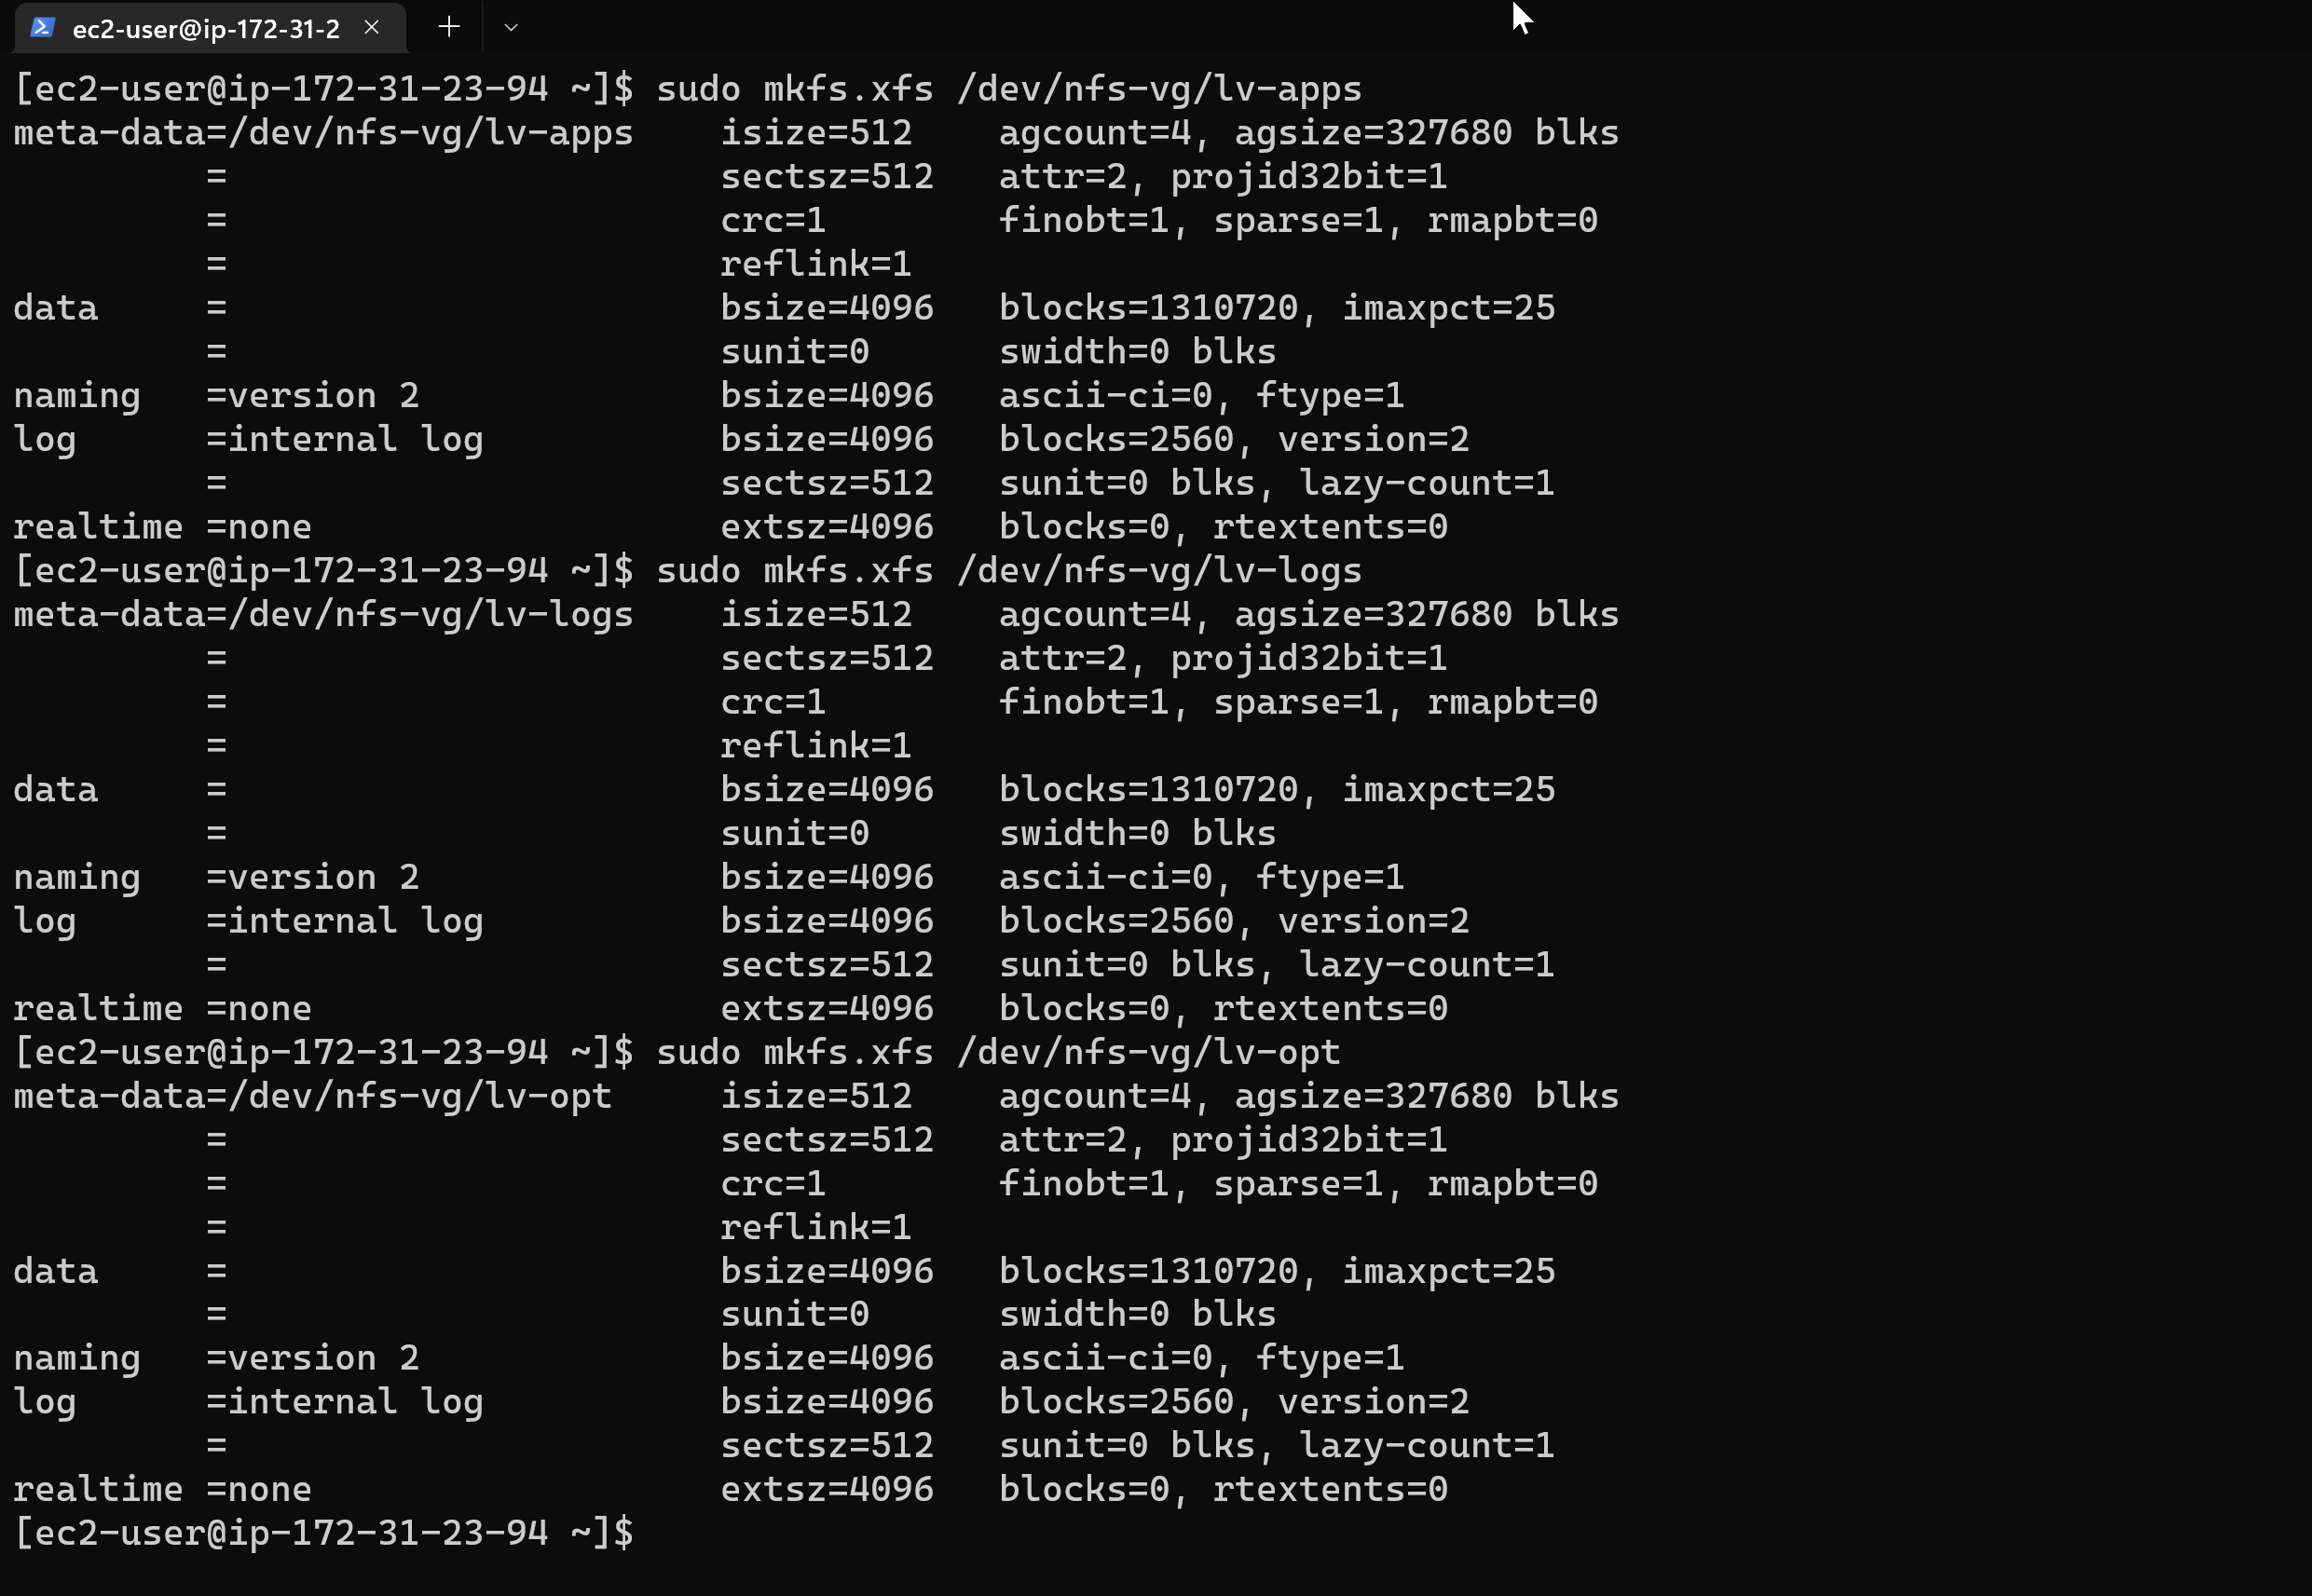 ec2-user@ip-172-31-2
[ec2-user@ip-172-31-23-94 ~]$ sudo mkfs.xfs /dev/nfs-vg/lv-apps
meta-data=/dev/nfs-vg/lv-apps    isize=512    agcount=4, agsize=327680 blks
         =                       sectsz=512   attr=2, projid32bit=1
         =                       crc=1        finobt=1, sparse=1, rmapbt=0
         =                       reflink=1
data     =                       bsize=4096   blocks=1310720, imaxpct=25
         =                       sunit=0      swidth=0 blks
naming   =version 2              bsize=4096   ascii-ci=0, ftype=1
log      =internal log           bsize=4096   blocks=2560, version=2
         =                       sectsz=512   sunit=0 blks, lazy-count=1
realtime =none                   extsz=4096   blocks=0, rtextents=0
[ec2-user@ip-172-31-23-94 ~]$ sudo mkfs.xfs /dev/nfs-vg/lv-logs
meta-data=/dev/nfs-vg/lv-logs    isize=512    agcount=4, agsize=327680 blks
         =                       sectsz=512   attr=2, projid32bit=1
         =                       crc=1        finobt=1, sparse=1, rmapbt=0
         =                       reflink=1
data     =                       bsize=4096   blocks=1310720, imaxpct=25
         =                       sunit=0      swidth=0 blks
naming   =version 2              bsize=4096   ascii-ci=0, ftype=1
log      =internal log           bsize=4096   blocks=2560, version=2
         =                       sectsz=512   sunit=0 blks, lazy-count=1
realtime =none                   extsz=4096   blocks=0, rtextents=0
[ec2-user@ip-172-31-23-94 ~]$ sudo mkfs.xfs /dev/nfs-vg/lv-opt
meta-data=/dev/nfs-vg/lv-opt     isize=512    agcount=4, agsize=327680 blks
         =                       sectsz=512   attr=2, projid32bit=1
         =                       crc=1        finobt=1, sparse=1, rmapbt=0
         =                       reflink=1
data     =                       bsize=4096   blocks=1310720, imaxpct=25
         =                       sunit=0      swidth=0 blks
naming   =version 2              bsize=4096   ascii-ci=0, ftype=1
log      =internal log           bsize=4096   blocks=2560, version=2
         =                       sectsz=512   sunit=0 blks, lazy-count=1
realtime =none                   extsz=4096   blocks=0, rtextents=0
[ec2-user@ip-172-31-23-94 ~]$